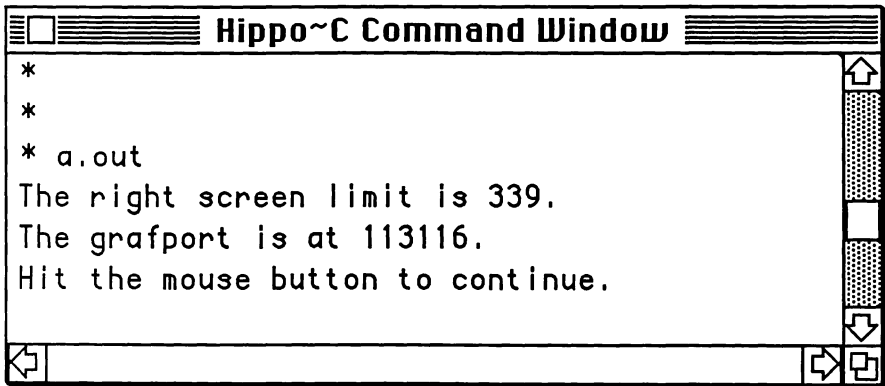 Hippo~C Command Window
*
*
* a.out
The right screen limit is 339.
The grafport is at 113116.
Hit the mouse button to continue.